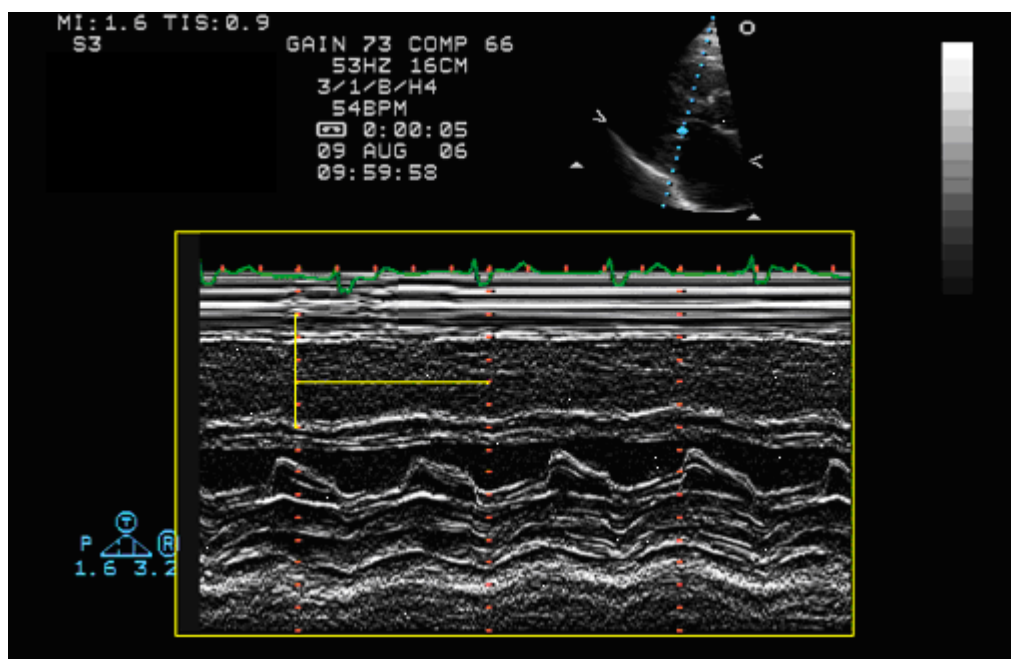 MI:1.6 TIS:0.9
S3
GAIN 73 COMP 66
53HZ 16CM
3/1/B/H4
54BPM
0:00:05
09 AUG 06
09:59:58
T
P R
1.6 3.2